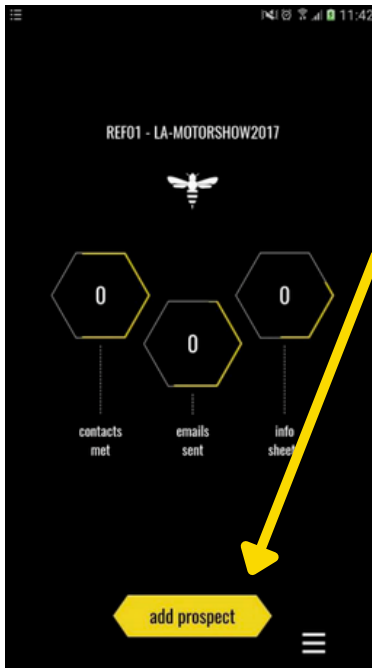 11:42
REF01 - LA-MOTORSHOW2017
0
0
0
contacts
met
emails
sent
info
add prospect